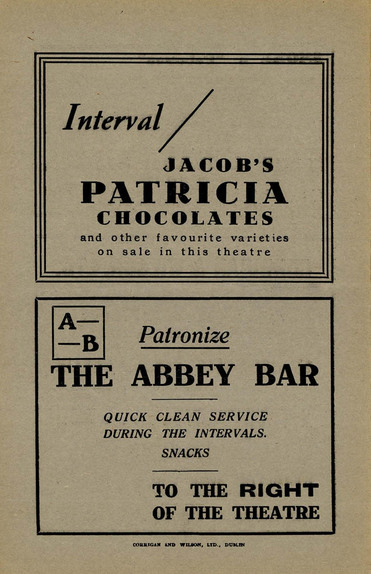 Interval
JACOB'S
PATRICIA
CHOCOLATES
and other favourite varieties
on sale in this theatre
A—
—B
Patronize
THE ABBEY BAR
QUICK CLEAN SERVICE
DURING THE INTERVALS.
SNACKS
TO THE RIGHT
OF THE THEATRE
CORRIGAN AND WILSON, LTD., DUBLIN